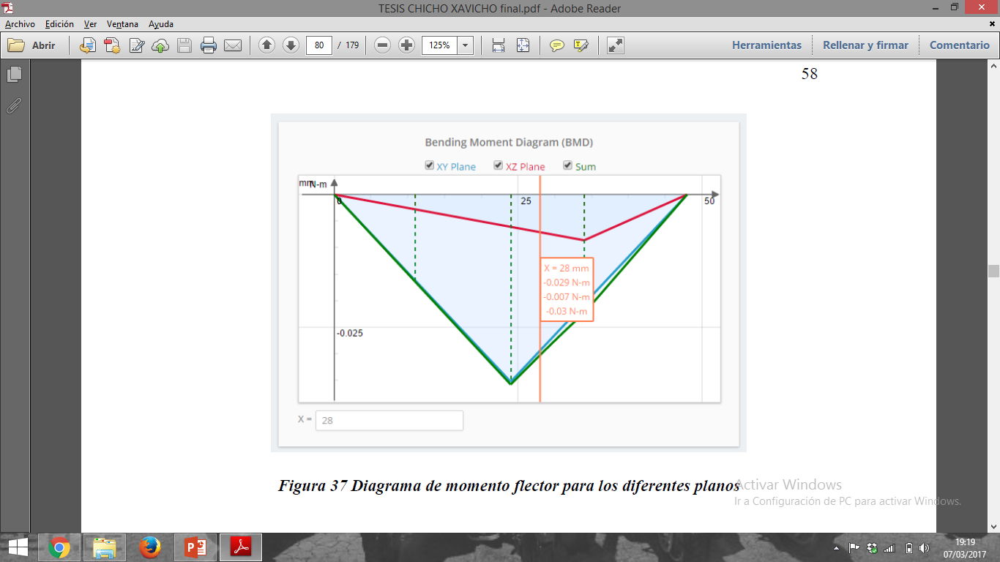 TESIS CHICHO XAVICHO final.pdf - Adobe Reader
Archivo Edición Ver Ventana Ayuda
Abrir 80 / 179 125% Herramientas Rellenar y firmar Comentario
58
Bending Moment Diagram (BMD)
XY Plane XZ Plane Sum
mm N-m
0 25 50
X = 28 mm
-0.029 N-m
-0.007 N-m
-0.03 N-m
-0.025
X = 28
Figura 37 Diagrama de momento flector para los diferentes planos
Activar Windows
Ir a Configuración de PC para activar Windows.
19:19
07/03/2017